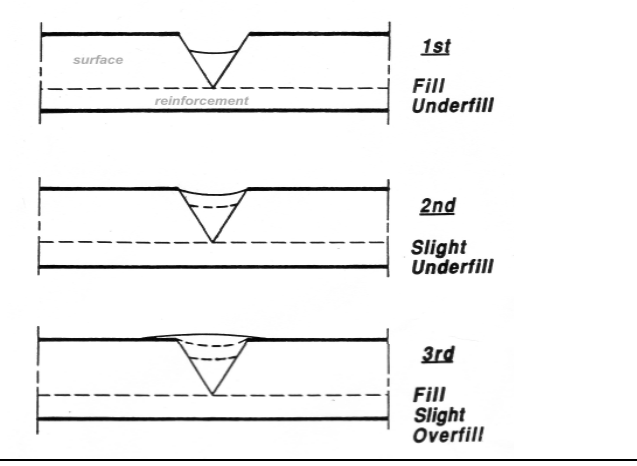 1st
surface
Fill
reinforcement
Underfill
2nd
Slight
Underfill
3rd
Fill
Slight
Overfill